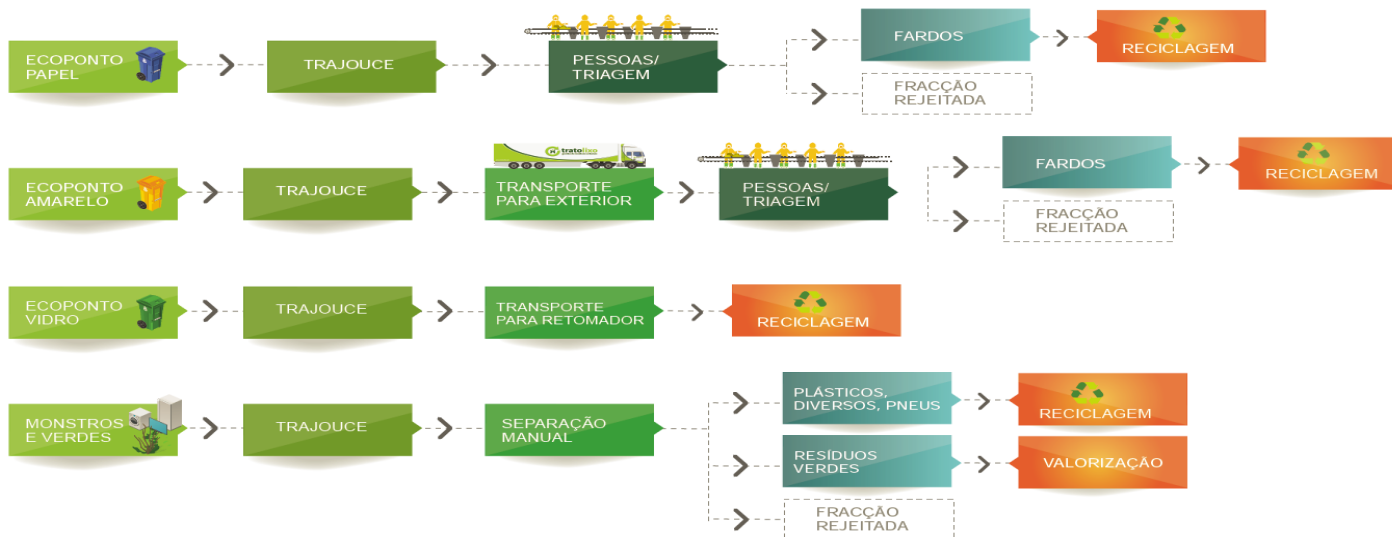 ECOPONTO
PAPEL
TRAJOUCE
PESSOAS/
TRIAGEM
FARDOS
RECICLAGEM
FRACÇÃO
REJEITADA
ECOPONTO
AMARELO
TRAJOUCE
tratolixo
TRANSPORTE
PARA EXTERIOR
PESSOAS/
TRIAGEM
FARDOS
RECICLAGEM
FRACÇÃO
REJEITADA
ECOPONTO
VIDRO
TRAJOUCE
TRANSPORTE
PARA RETOMADOR
RECICLAGEM
MONSTROS
E VERDES
TRAJOUCE
SEPARAÇÃO
MANUAL
PLÁSTICOS,
DIVERSOS, PNEUS
RECICLAGEM
RESÍDUOS
VERDES
VALORIZAÇÃO
FRACÇÃO
REJEITADA